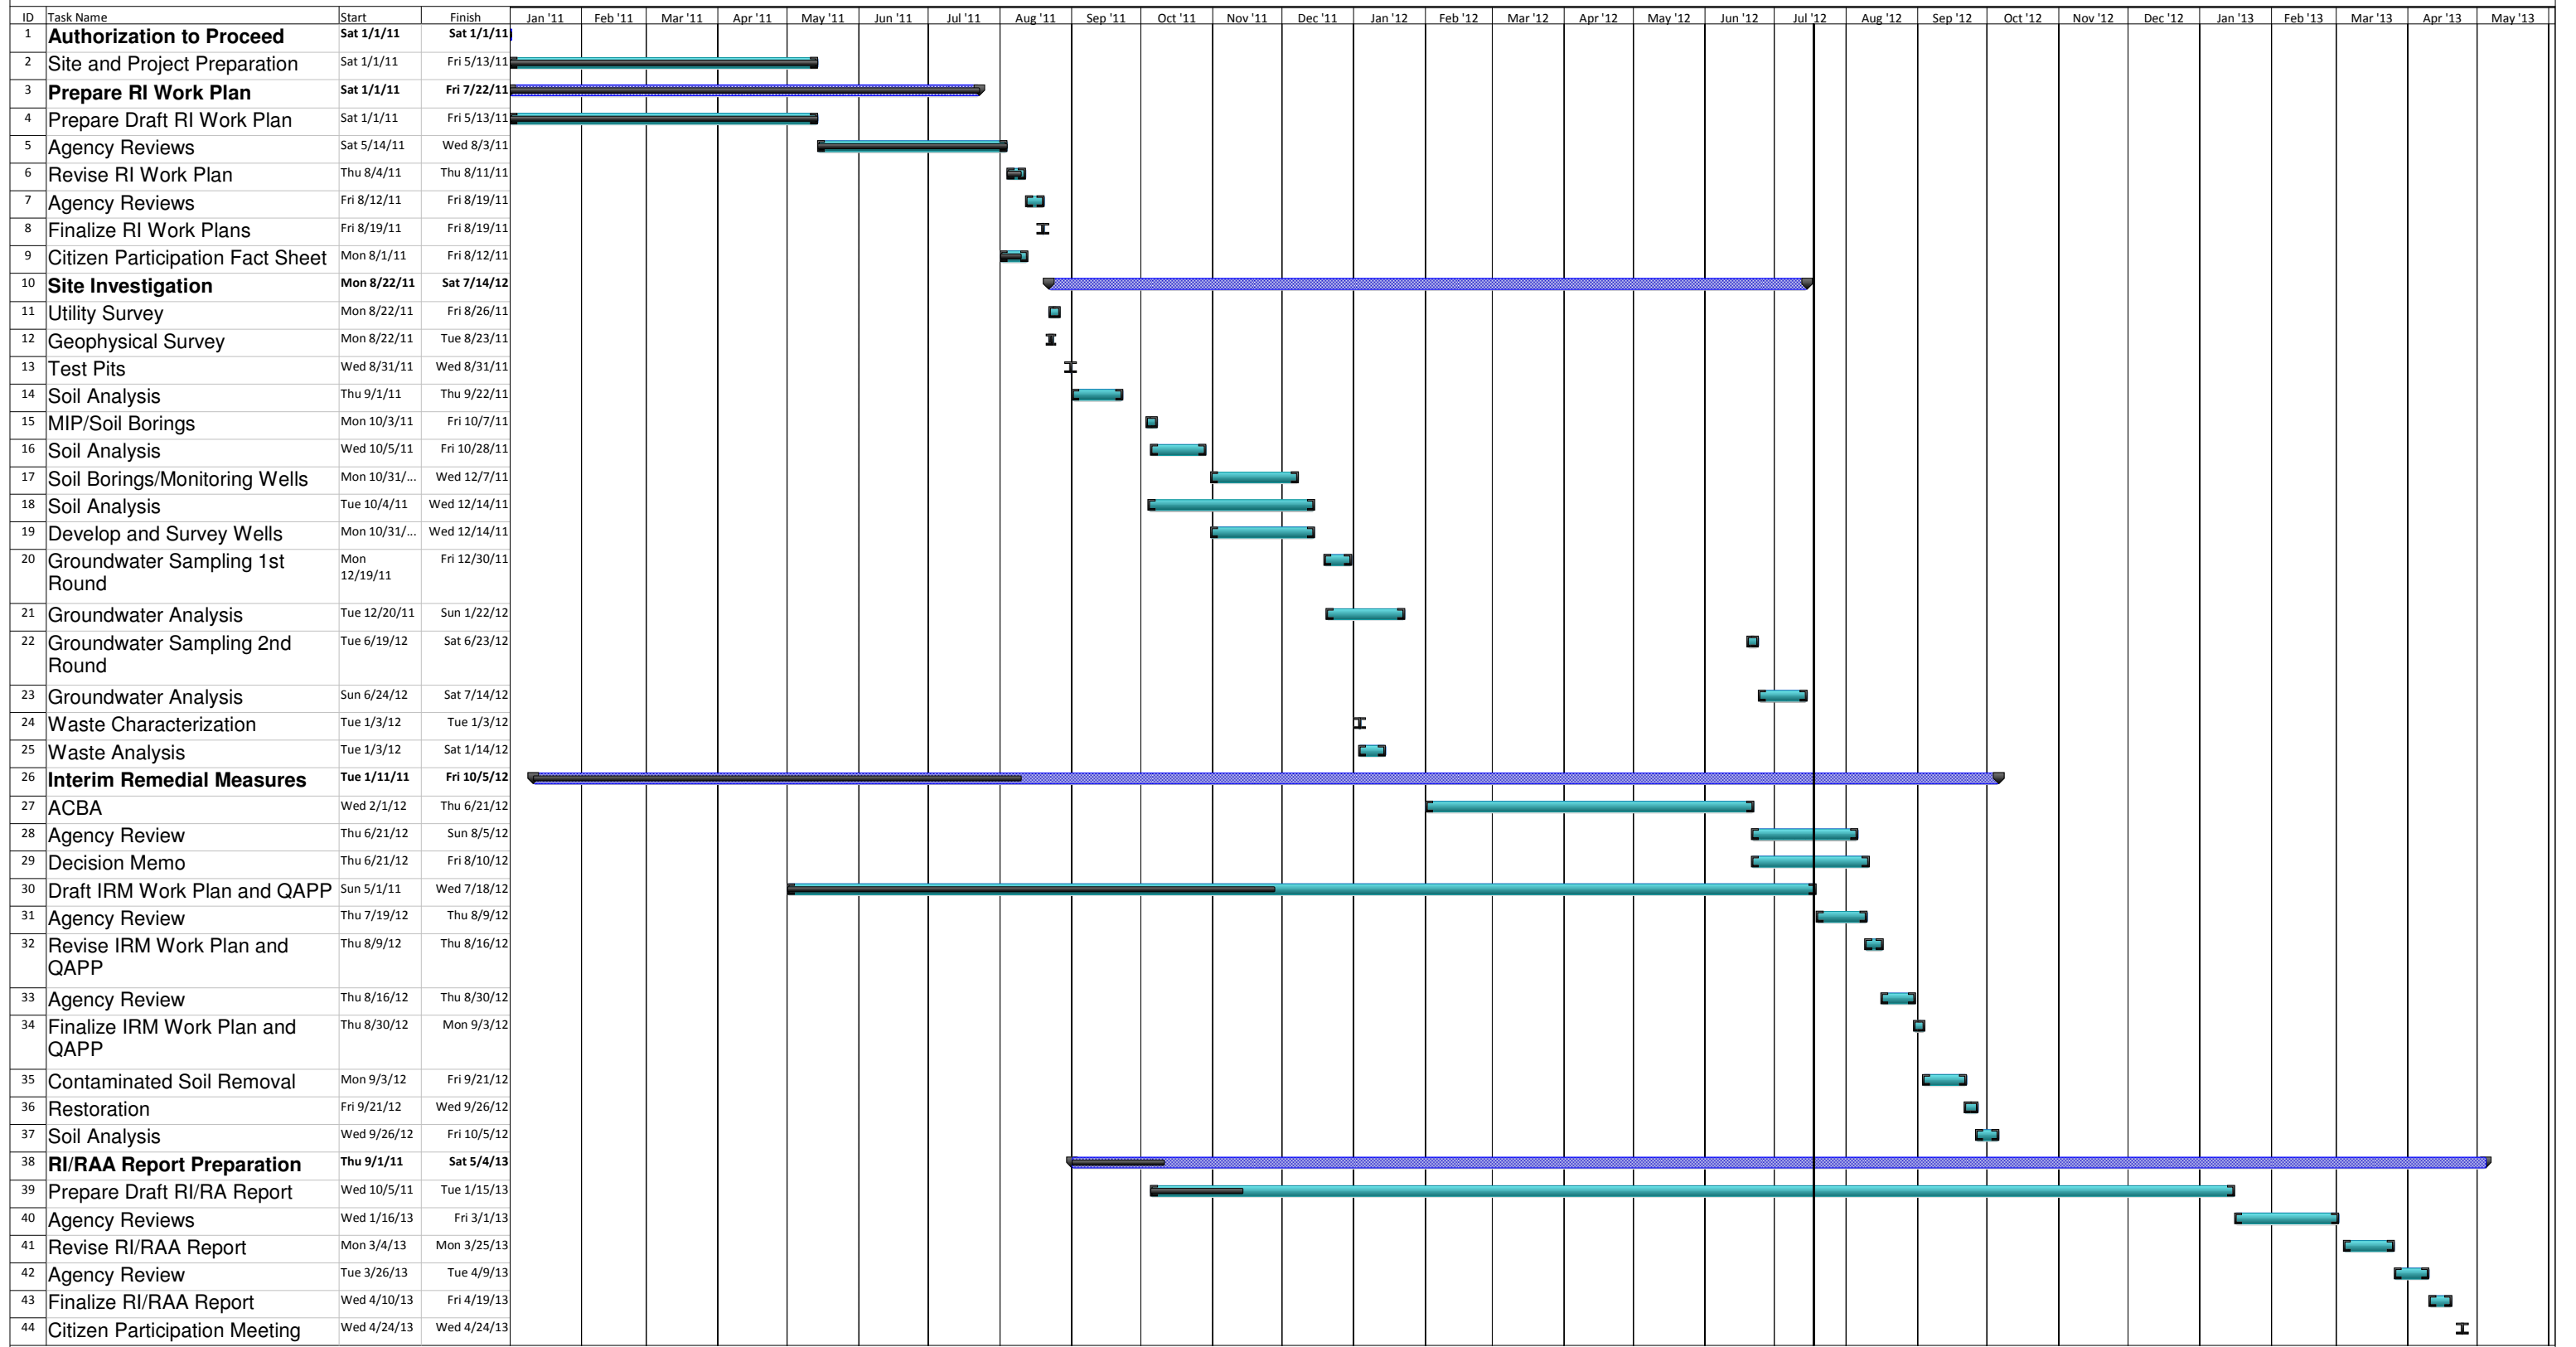 ID Task Name Start Finish Jan '11 Feb '11 Mar '11 Apr '11 May '11 Jun '11 Jul '11 Aug '11 Sep '11 Oct '11 Nov '11 Dec '11 Jan '12 Feb '12 Mar '12 Apr '12 May '12 Jun '12 Jul '12 Aug '12 Sep '12 Oct '12 Nov '12 Dec '12 Jan '13 Feb '13 Mar '13 Apr '13 May '13
1 Authorization to Proceed Sat 1/1/11 Sat 1/1/11
2 Site and Project Preparation Sat 1/1/11 Fri 5/13/11
3 Prepare RI Work Plan Sat 1/1/11 Fri 7/22/11
4 Prepare Draft RI Work Plan Sat 1/1/11 Fri 5/13/11
5 Agency Reviews Sat 5/14/11 Wed 8/3/11
6 Revise RI Work Plan Thu 8/4/11 Thu 8/11/11
7 Agency Reviews Fri 8/12/11 Fri 8/19/11
8 Finalize RI Work Plans Fri 8/19/11 Fri 8/19/11
9 Citizen Participation Fact Sheet Mon 8/1/11 Fri 8/12/11
10 Site Investigation Mon 8/22/11 Sat 7/14/12
11 Utility Survey Mon 8/22/11 Fri 8/26/11
12 Geophysical Survey Mon 8/22/11 Tue 8/23/11
13 Test Pits Wed 8/31/11 Wed 8/31/11
14 Soil Analysis Thu 9/1/11 Thu 9/22/11
15 MIP/Soil Borings Mon 10/3/11 Fri 10/7/11
16 Soil Analysis Wed 10/5/11 Fri 10/28/11
17 Soil Borings/Monitoring Wells Mon 10/31/... Wed 12/7/11
18 Soil Analysis Tue 10/4/11 Wed 12/14/11
19 Develop and Survey Wells Mon 10/31/... Wed 12/14/11
20 Groundwater Sampling 1st Mon Fri 12/30/11
Round 12/19/11
21 Groundwater Analysis Tue 12/20/11 Sun 1/22/12
22 Groundwater Sampling 2nd Tue 6/19/12 Sat 6/23/12
Round
23 Groundwater Analysis Sun 6/24/12 Sat 7/14/12
24 Waste Characterization Tue 1/3/12 Tue 1/3/12
25 Waste Analysis Tue 1/3/12 Sat 1/14/12
26 Interim Remedial Measures Tue 1/11/11 Fri 10/5/12
27 ACBA Wed 2/1/12 Thu 6/21/12
28 Agency Review Thu 6/21/12 Sun 8/5/12
29 Decision Memo Thu 6/21/12 Fri 8/10/12
30 Draft IRM Work Plan and QAPP Sun 5/1/11 Wed 7/18/12
31 Agency Review Thu 7/19/12 Thu 8/9/12
32 Revise IRM Work Plan and Thu 8/9/12 Thu 8/16/12
QAPP
33 Agency Review Thu 8/16/12 Thu 8/30/12
34 Finalize IRM Work Plan and Thu 8/30/12 Mon 9/3/12
QAPP
35 Contaminated Soil Removal Mon 9/3/12 Fri 9/21/12
36 Restoration Fri 9/21/12 Wed 9/26/12
37 Soil Analysis Wed 9/26/12 Fri 10/5/12
38 RI/RAA Report Preparation Thu 9/1/11 Sat 5/4/13
39 Prepare Draft RI/RA Report Wed 10/5/11 Tue 1/15/13
40 Agency Reviews Wed 1/16/13 Fri 3/1/13
41 Revise RI/RAA Report Mon 3/4/13 Mon 3/25/13
42 Agency Review Tue 3/26/13 Tue 4/9/13
43 Finalize RI/RAA Report Wed 4/10/13 Fri 4/19/13
44 Citizen Participation Meeting Wed 4/24/13 Wed 4/24/13